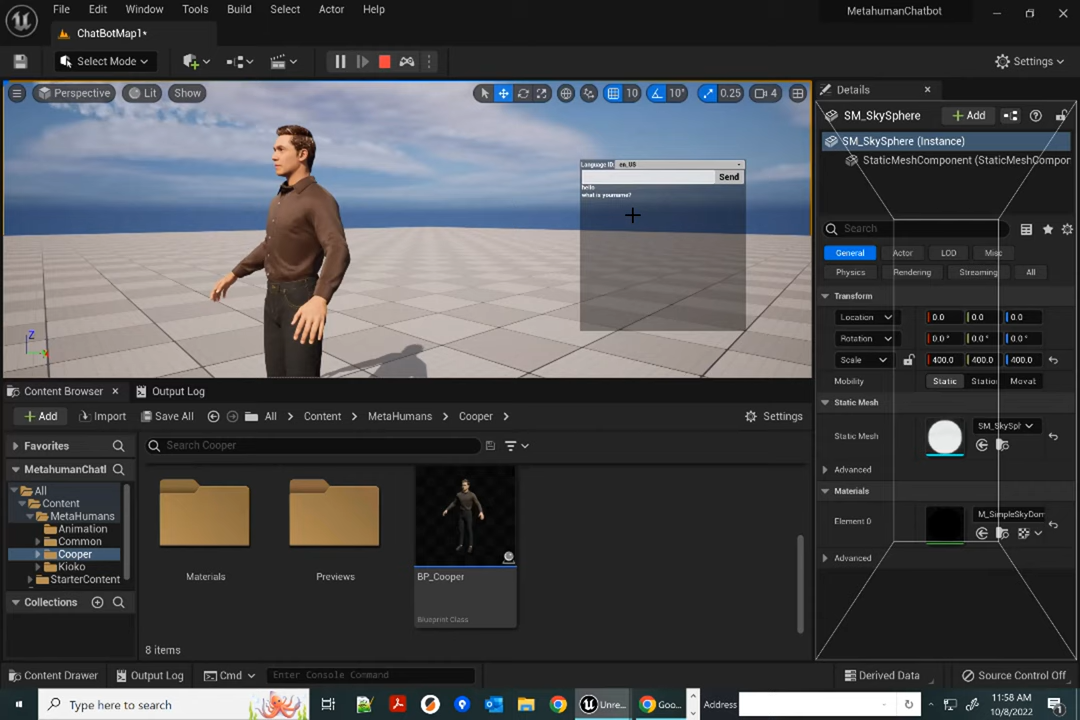 File Edit Window Tools Build Select Actor Help
MetahumanChatbot
ChatBotMap1*
Select Mode
Settings
Perspective Lit Show
10 10° 0.25 4
Language ID: en_US
Send
hello
what is yourname?
Z
Details
SM_SkySphere
Add
SM_SkySphere (Instance)
StaticMeshComponent (StaticMeshCompor
Search
General Actor LOD Misc
Physics Rendering Streaming All
Transform
Location 0.0 0.0 0.0
Rotation 0.0° 0.0° 0.0°
Scale 400.0 400.0 400.0
Mobility Static Statio Movat
Static Mesh
Static Mesh SM_SkySpl
Advanced
Materials
Element 0 M_SimpleSkyDom
Advanced
Content Browser Output Log
Add Import Save All All Content MetaHumans Cooper Settings
Favorites
Search Cooper
MetahumanChatl
All
Content
MetaHumans
Animation
Common
Cooper
Kioko
StarterContent
Collections
Materials
Previews
BP_Cooper
Blueprint Class
8 items
Content Drawer Output Log Cmd Enter Console Command Derived Data Source Control Off
Type here to search
Unre...
Goo...
Address
11:58 AM
10/8/2022
1